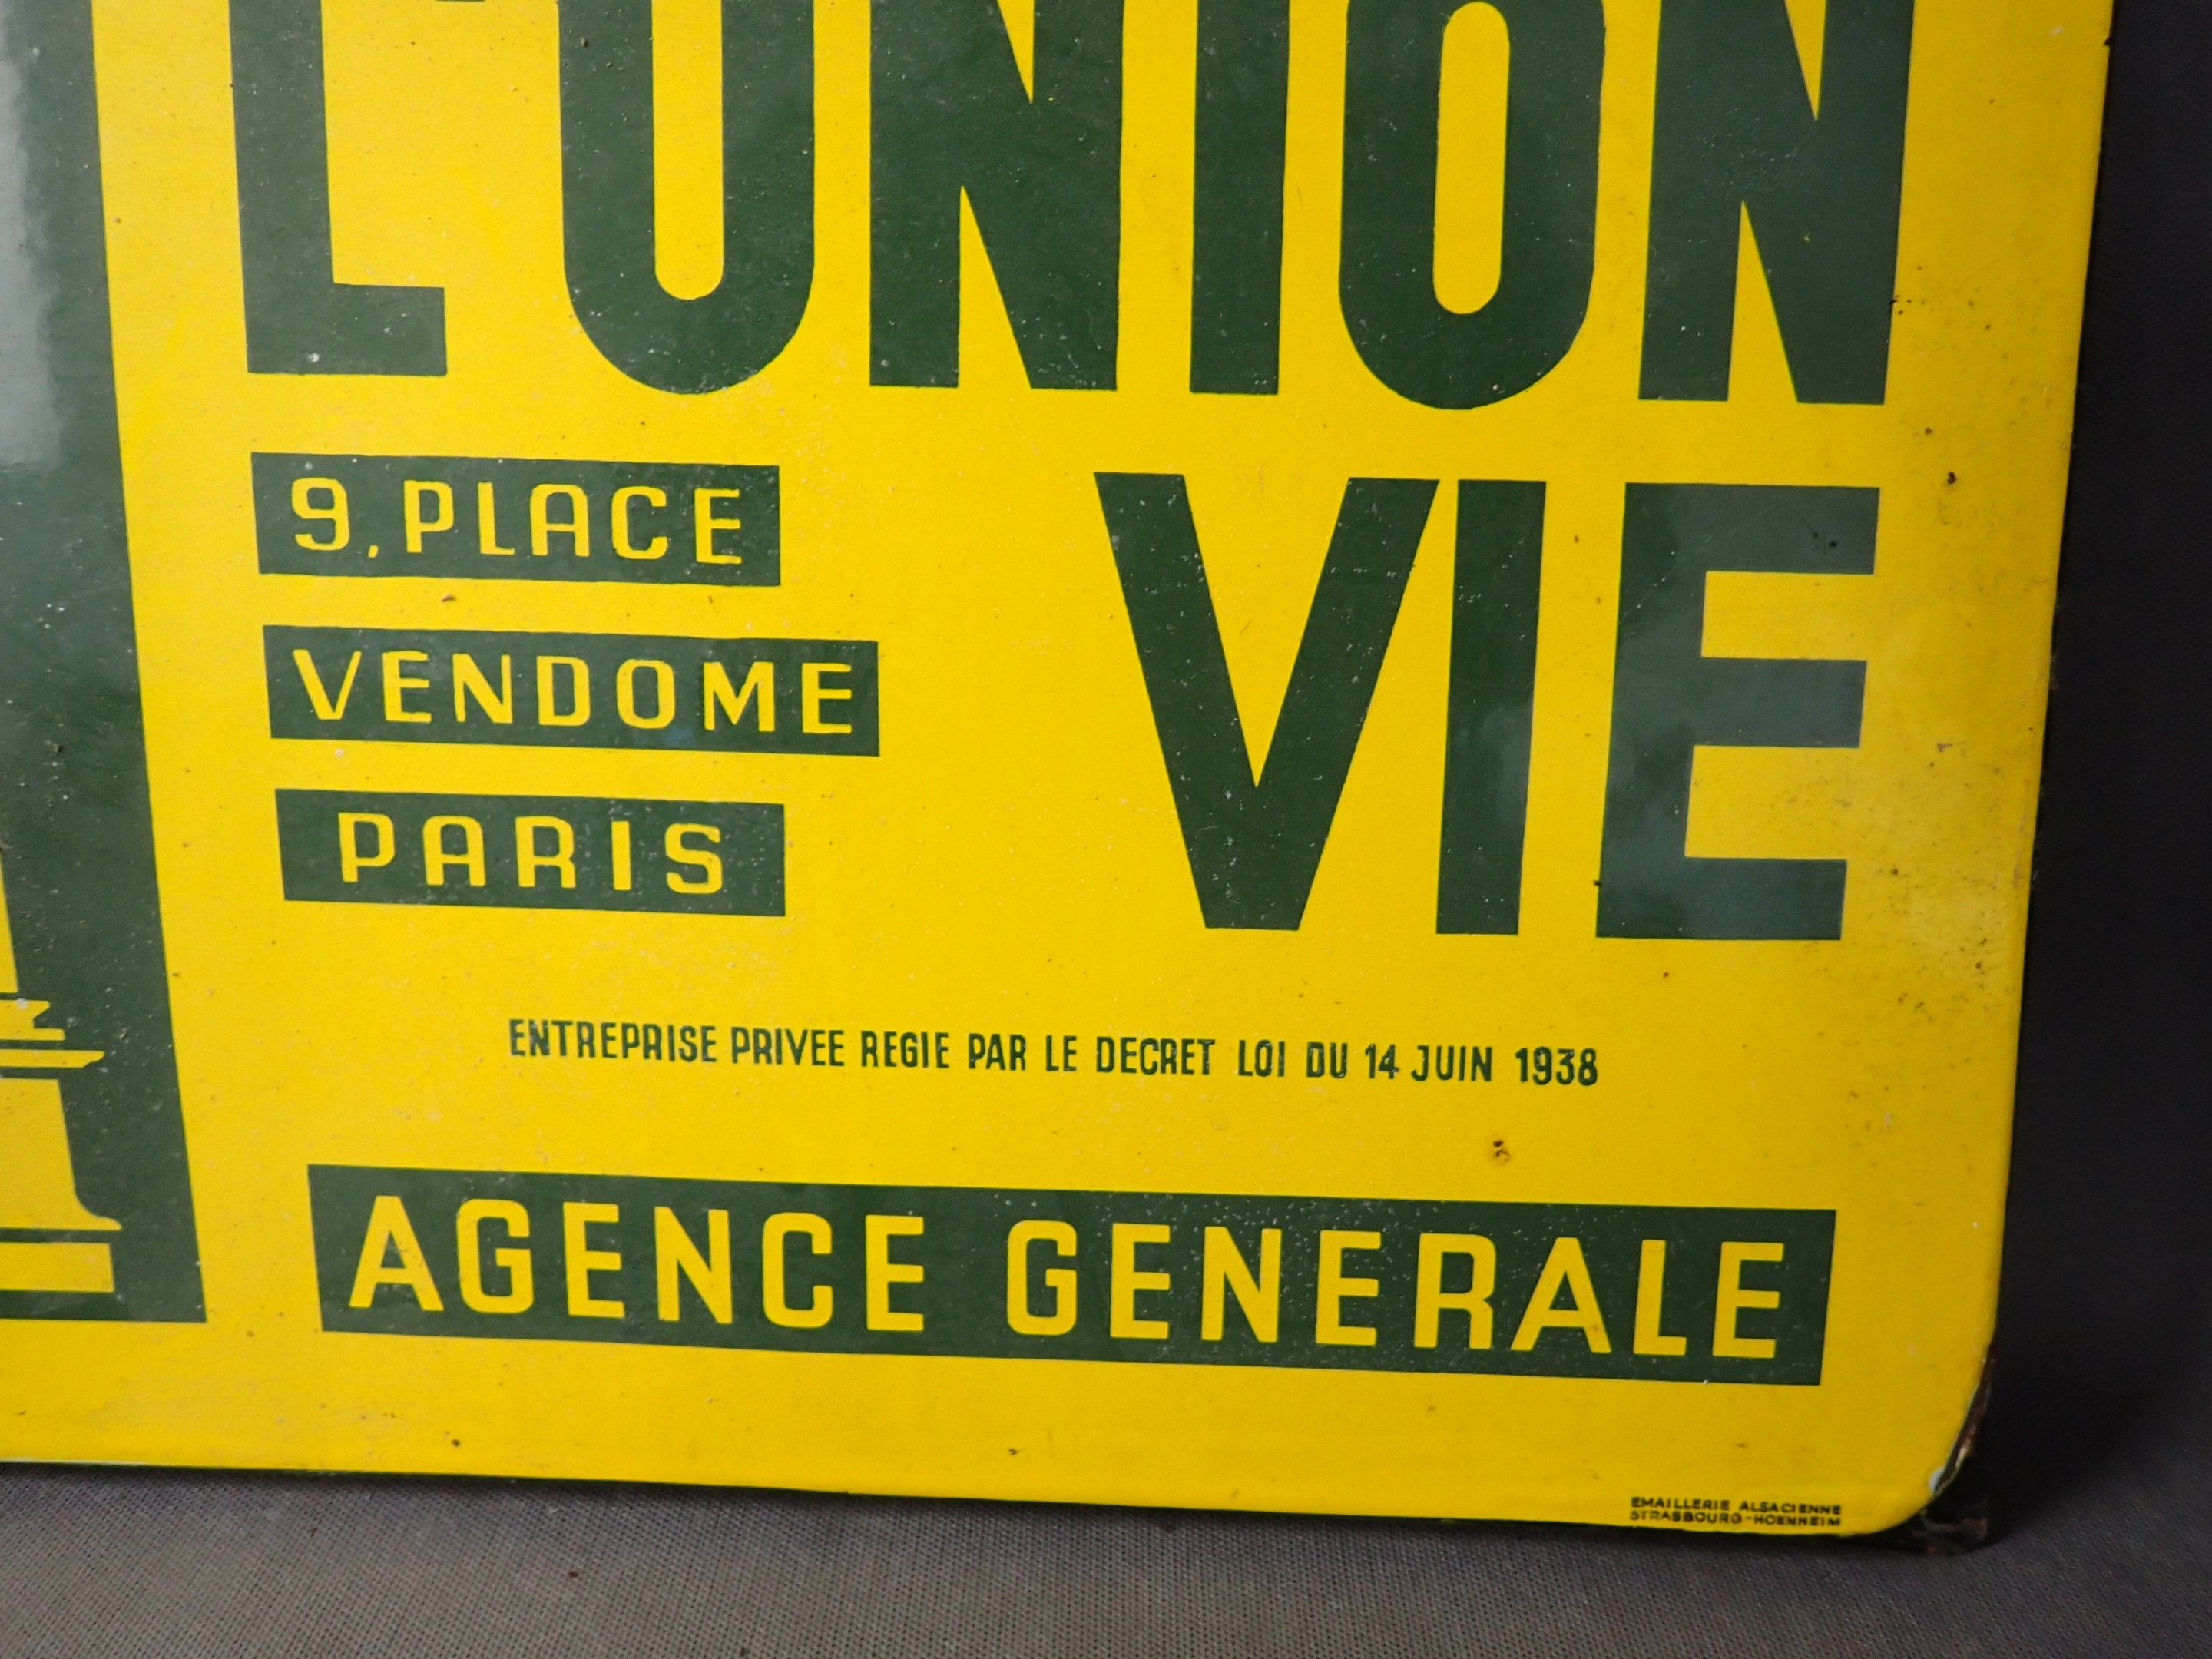 L'UNION
9, PLACE
VENDOME
PARIS
VIE
ENTREPRISE PRIVEE REGIE PAR LE DECRET LOI DU 14 JUIN 1938
AGENCE GENERALE
EMAILLERIE ALSACIENNE
STRASBOURG-HOENHEIM